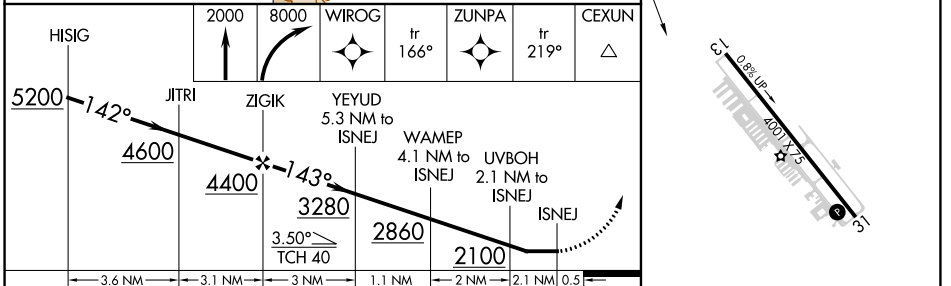 2000
8000
WIROG
tr
166°
ZUNPA
tr
219°
CEXUN
HISIG
5200
142°
JITRI
4600
ZIGIK
4400
143°
YEYUD
5.3 NM to
ISNEJ
3280
WAMEP
4.1 NM to
ISNEJ
2860
UVBOH
2.1 NM to
ISNEJ
2100
ISNEJ
3.50°
TCH 40
3.6 NM
3.1 NM
3 NM
1.1 NM
2 NM
2.1 NM
0.5
13
0.8% UP
4001 X 75
P
31